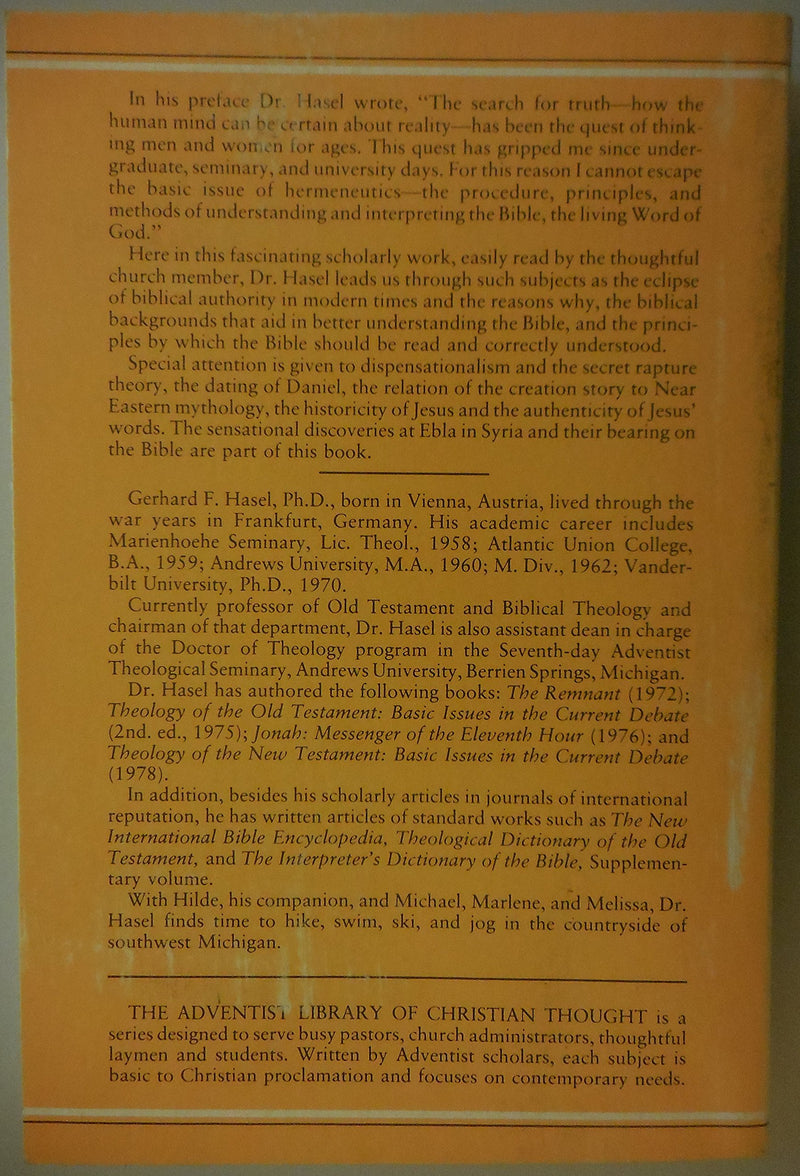 In his preface Dr. Hasel wrote, "The search for truth—how the
human mind can be certain about reality—has been the quest of think-
ing men and women for ages. This quest has gripped me since under-
graduate, seminary, and university days. For this reason I cannot escape
the basic issue of hermeneutics—the procedure, principles, and
methods of understanding and interpreting the Bible, the living Word of
God."
Here in this fascinating scholarly work, easily read by the thoughtful
church member, Dr. Hasel leads us through such subjects as the eclipse
of biblical authority in modern times and the reasons why, the biblical
backgrounds that aid in better understanding the Bible, and the princi-
ples by which the Bible should be read and correctly understood.
Special attention is given to dispensationalism and the secret rapture
theory, the dating of Daniel, the relation of the creation story to Near
Eastern mythology, the historicity of Jesus and the authenticity of Jesus'
words. The sensational discoveries at Ebla in Syria and their bearing on
the Bible are part of this book.
Gerhard F. Hasel, Ph.D., born in Vienna, Austria, lived through the
war years in Frankfurt, Germany. His academic career includes
Marienhoehe Seminary, Lic. Theol., 1958; Atlantic Union College,
B.A., 1959; Andrews University, M.A., 1960; M. Div., 1962; Vander-
bilt University, Ph.D., 1970.
Currently professor of Old Testament and Biblical Theology and
chairman of that department, Dr. Hasel is also assistant dean in charge
of the Doctor of Theology program in the Seventh-day Adventist
Theological Seminary, Andrews University, Berrien Springs, Michigan.
Dr. Hasel has authored the following books: The Remnant (1972);
Theology of the Old Testament: Basic Issues in the Current Debate
(2nd. ed., 1975); Jonah: Messenger of the Eleventh Hour (1976); and
Theology of the New Testament: Basic Issues in the Current Debate
(1978).
In addition, besides his scholarly articles in journals of international
reputation, he has written articles of standard works such as The New
International Bible Encyclopedia, Theological Dictionary of the Old
Testament, and The Interpreter's Dictionary of the Bible, Supplemen-
tary volume.
With Hilde, his companion, and Michael, Marlene, and Melissa, Dr.
Hasel finds time to hike, swim, ski, and jog in the countryside of
southwest Michigan.
THE ADVENTIST LIBRARY OF CHRISTIAN THOUGHT is a
series designed to serve busy pastors, church administrators, thoughtful
laymen and students. Written by Adventist scholars, each subject is
basic to Christian proclamation and focuses on contemporary needs.